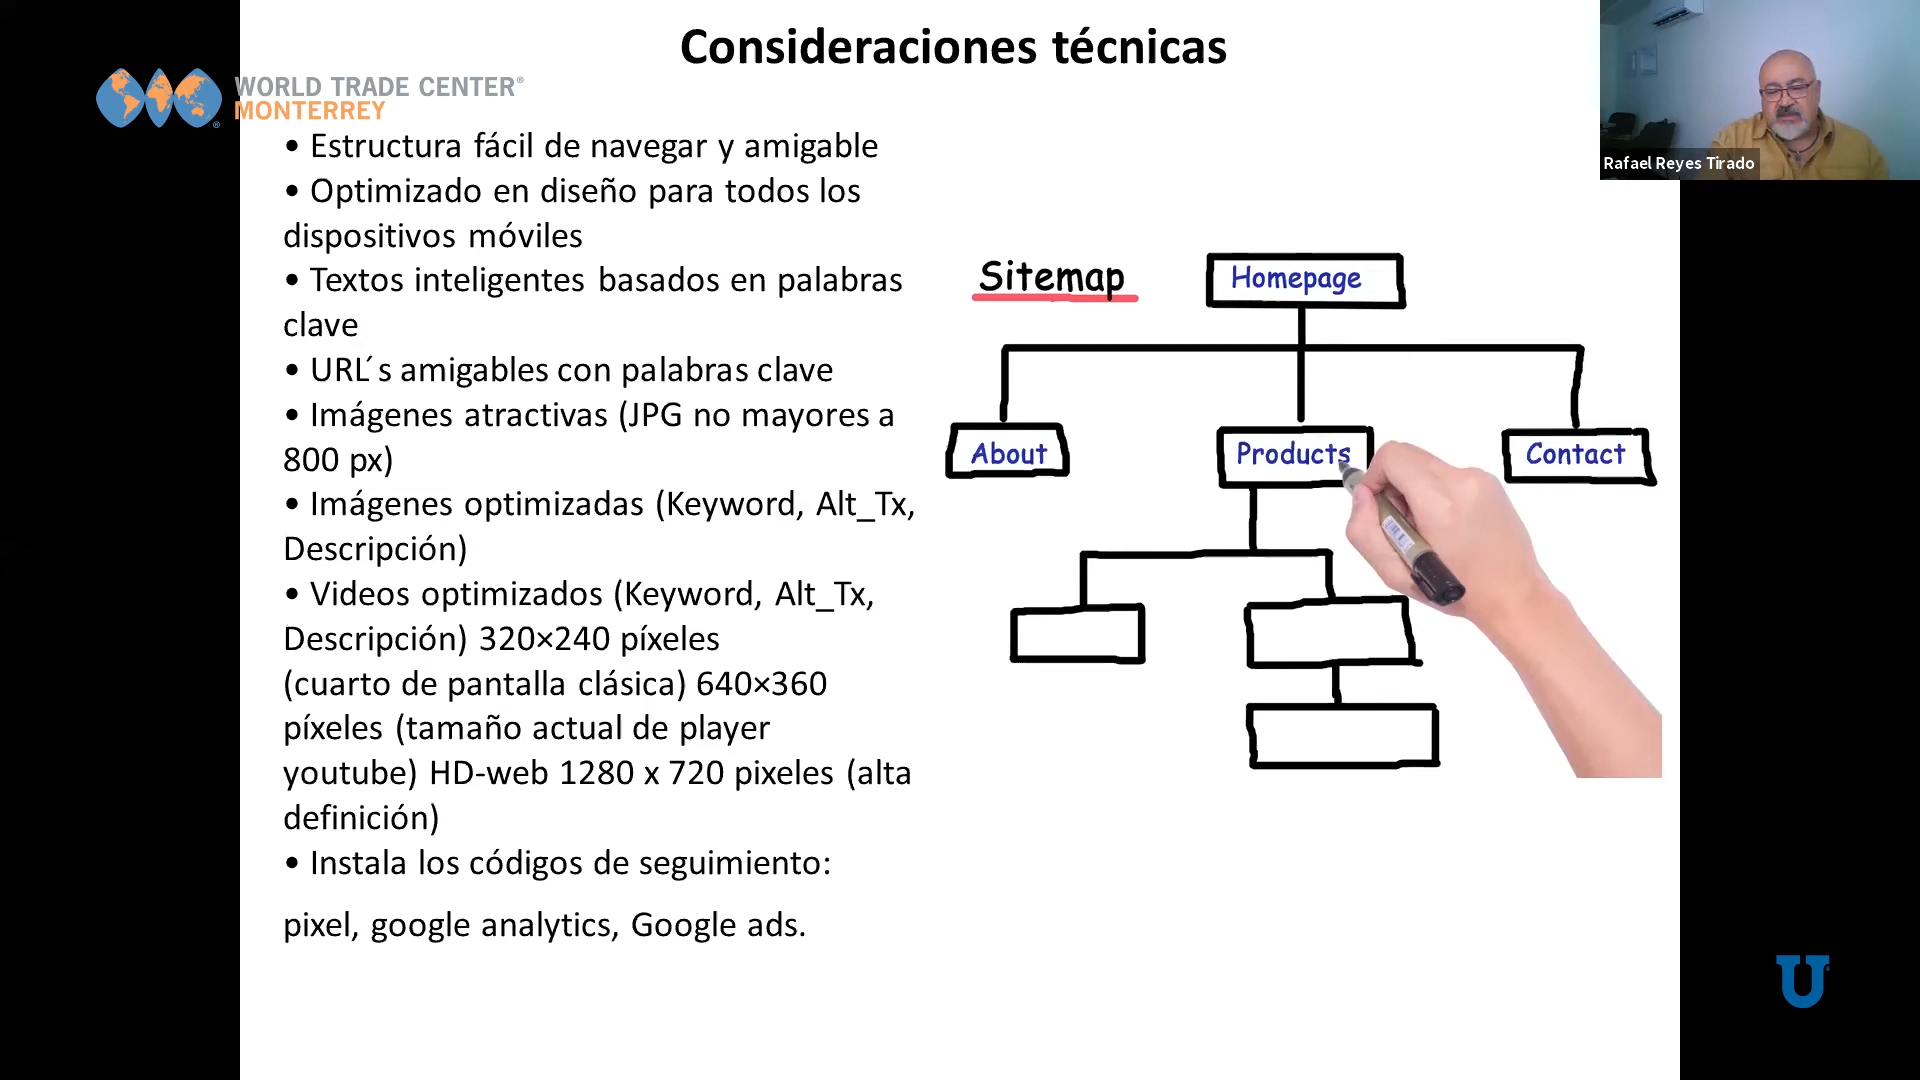 Consideraciones técnicas
WORLD TRADE CENTER®
MONTERREY
Rafael Reyes Tirado
• Estructura fácil de navegar y amigable
• Optimizado en diseño para todos los
dispositivos móviles
• Textos inteligentes basados en palabras
clave
• URL´s amigables con palabras clave
• Imágenes atractivas (JPG no mayores a
800 px)
• Imágenes optimizadas (Keyword, Alt_Tx,
Descripción)
• Videos optimizados (Keyword, Alt_Tx,
Descripción) 320×240 píxeles
(cuarto de pantalla clásica) 640×360
píxeles (tamaño actual de player
youtube) HD-web 1280 x 720 pixeles (alta
definición)
• Instala los códigos de seguimiento:
pixel, google analytics, Google ads.
Sitemap
Homepage
About
Products
Contact
U